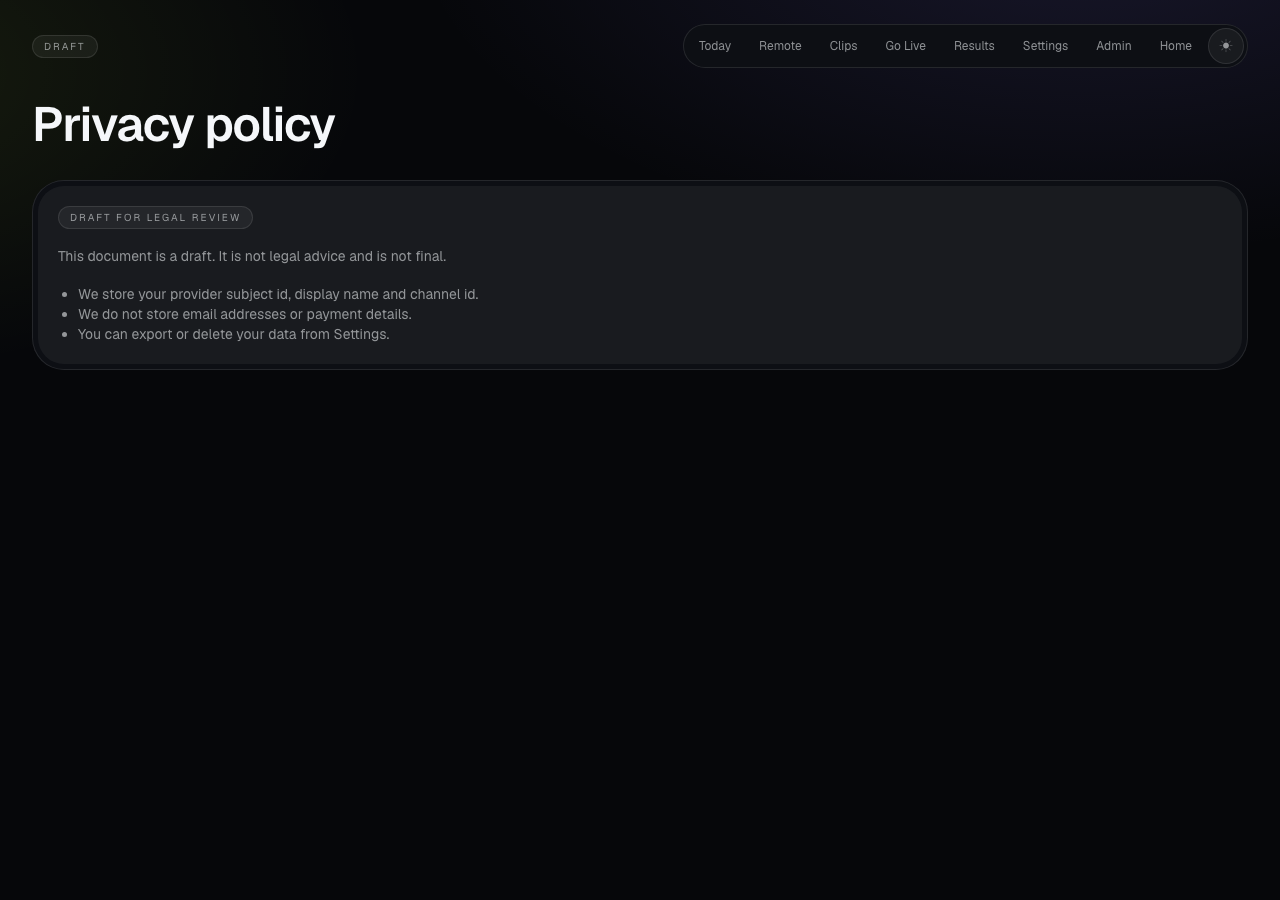 DRAFT
Today Remote Clips Go Live Results Settings Admin Home
Privacy policy
DRAFT FOR LEGAL REVIEW
This document is a draft. It is not legal advice and is not final.
We store your provider subject id, display name and channel id.
We do not store email addresses or payment details.
You can export or delete your data from Settings.